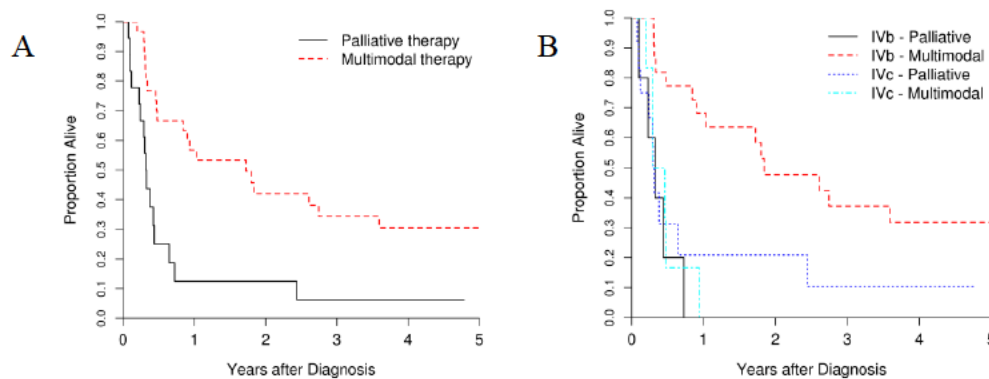 A
Palliative therapy
Multimodal therapy
Proportion Alive
1.0
0.9
0.8
0.7
0.6
0.5
0.4
0.3
0.2
0.1
0.0
0 1 2 3 4 5
Years after Diagnosis
B
IVb - Palliative
IVb - Multimodal
IVc - Palliative
IVc - Multimodal
Proportion Alive
1.0
0.9
0.8
0.7
0.6
0.5
0.4
0.3
0.2
0.1
0.0
0 1 2 3 4 5
Years after Diagnosis